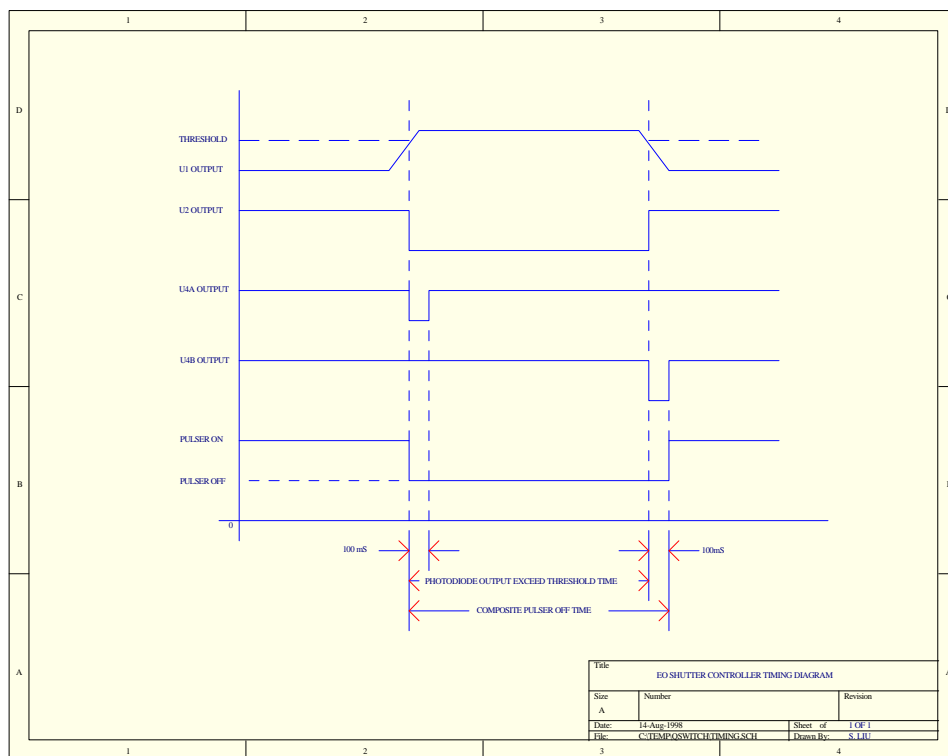 1 2 3 4
D
THRESHOLD
U1 OUTPUT
U2 OUTPUT
C
U4A OUTPUT
U4B OUTPUT
PULSER ON
B
PULSER OFF
0
100 mS
100mS
PHOTODIODE OUTPUT EXCEED THRESHOLD TIME
COMPOSITE PULSER OFF TIME
A
Title
EO SHUTTER CONTROLLER TIMING DIAGRAM
Size Number Revision
A
Date: 14-Aug-1998 Sheet of 1 OF 1
File: C:\TEMP\QSWITCH\TIMING.SCH Drawn By: S. LIU
1 2 3 4